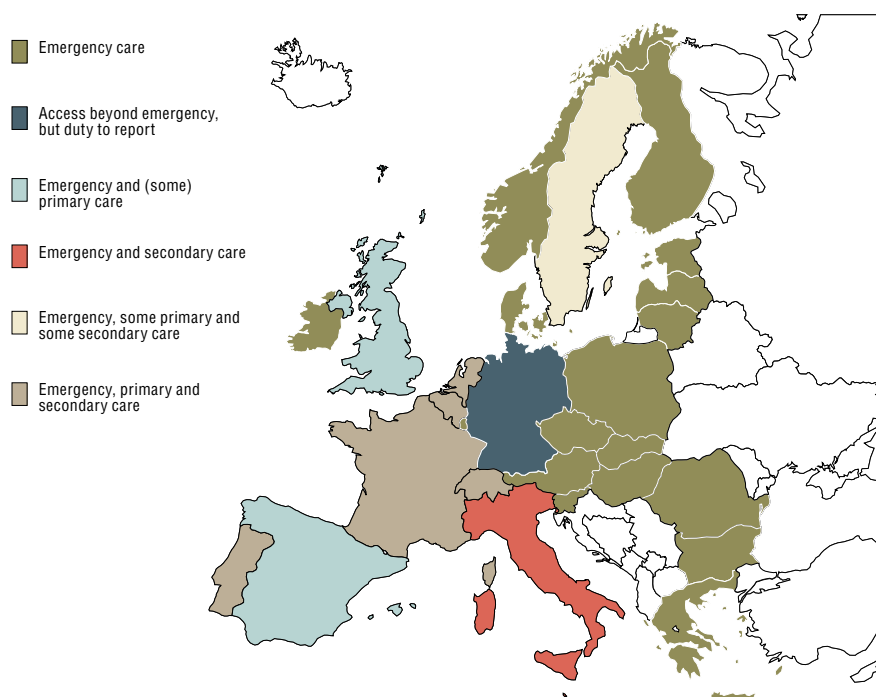 Emergency care
Access beyond emergency,
but duty to report
Emergency and (some)
primary care
Emergency and secondary care
Emergency, some primary and
some secondary care
Emergency, primary and
secondary care